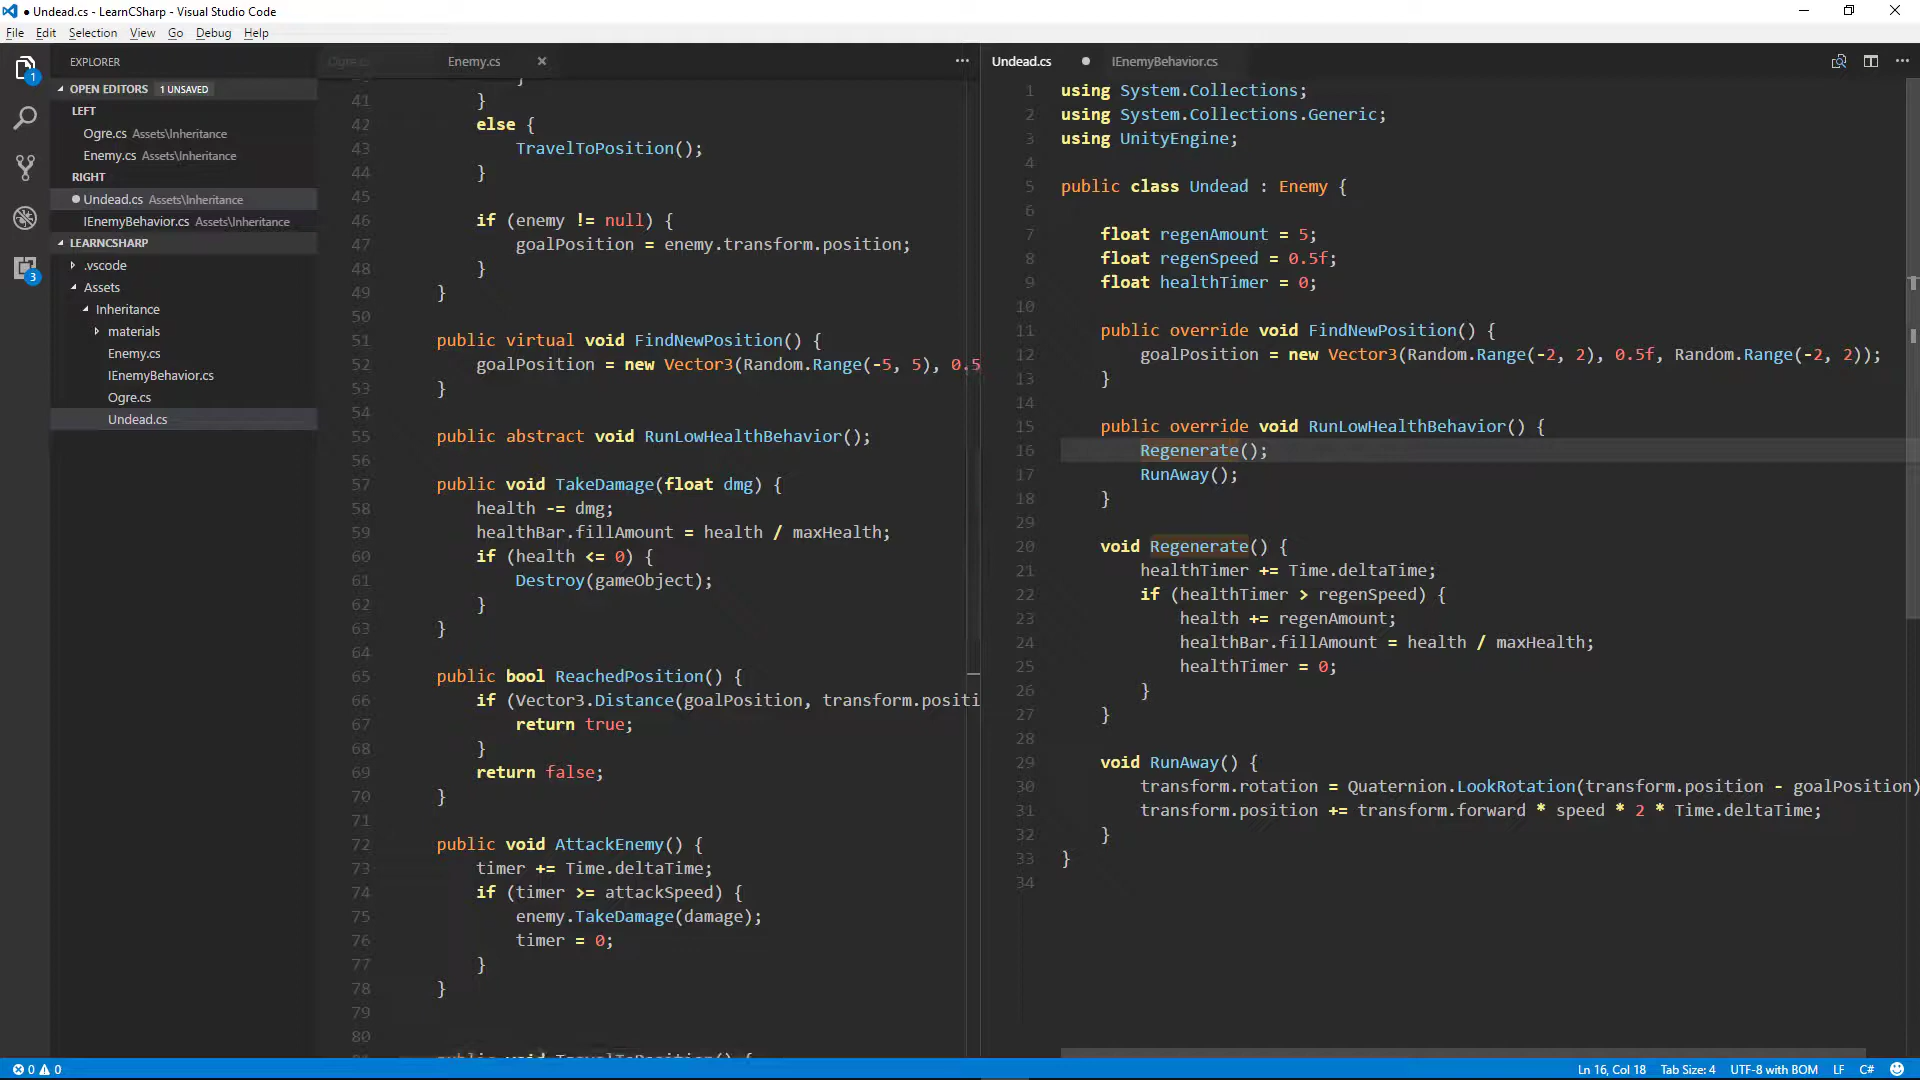 ● Undead.cs - LearnCSharp - Visual Studio Code
File Edit Selection View Go Debug Help
EXPLORER
OPEN EDITORS 1 UNSAVED
LEFT
Ogre.cs Assets\Inheritance
Enemy.cs Assets\Inheritance
RIGHT
Undead.cs Assets\Inheritance
IEnemyBehavior.cs Assets\Inheritance
LEARNCSHARP
.vscode
Assets
Inheritance
materials
Enemy.cs
IEnemyBehavior.cs
Ogre.cs
Undead.cs
1
3
Enemy.cs
41 }
42 else {
43 TravelToPosition();
44 }
45
46 if (enemy != null) {
47 goalPosition = enemy.transform.position;
48 }
49 }
50
51 public virtual void FindNewPosition() {
52 goalPosition = new Vector3(Random.Range(-5, 5), 0.5
53 }
54
55 public abstract void RunLowHealthBehavior();
56
57 public void TakeDamage(float dmg) {
58 health -= dmg;
59 healthBar.fillAmount = health / maxHealth;
60 if (health <= 0) {
61 Destroy(gameObject);
62 }
63 }
64
65 public bool ReachedPosition() {
66 if (Vector3.Distance(goalPosition, transform.positi
67 return true;
68 }
69 return false;
70 }
71
72 public void AttackEnemy() {
73 timer += Time.deltaTime;
74 if (timer >= attackSpeed) {
75 enemy.TakeDamage(damage);
76 timer = 0;
77 }
78 }
79
80
Undead.cs IEnemyBehavior.cs
1 using System.Collections;
2 using System.Collections.Generic;
3 using UnityEngine;
4
5 public class Undead : Enemy {
6
7 float regenAmount = 5;
8 float regenSpeed = 0.5f;
9 float healthTimer = 0;
10
11 public override void FindNewPosition() {
12 goalPosition = new Vector3(Random.Range(-2, 2), 0.5f, Random.Range(-2, 2));
13 }
14
15 public override void RunLowHealthBehavior() {
16 Regenerate();
17 RunAway();
18 }
29
20 void Regenerate() {
21 healthTimer += Time.deltaTime;
22 if (healthTimer > regenSpeed) {
23 health += regenAmount;
24 healthBar.fillAmount = health / maxHealth;
25 healthTimer = 0;
26 }
27 }
28
29 void RunAway() {
30 transform.rotation = Quaternion.LookRotation(transform.position - goalPosition)
31 transform.position += transform.forward * speed * 2 * Time.deltaTime;
32 }
33 }
34
0 0
Ln 16, Col 18 Tab Size: 4 UTF-8 with BOM LF C#